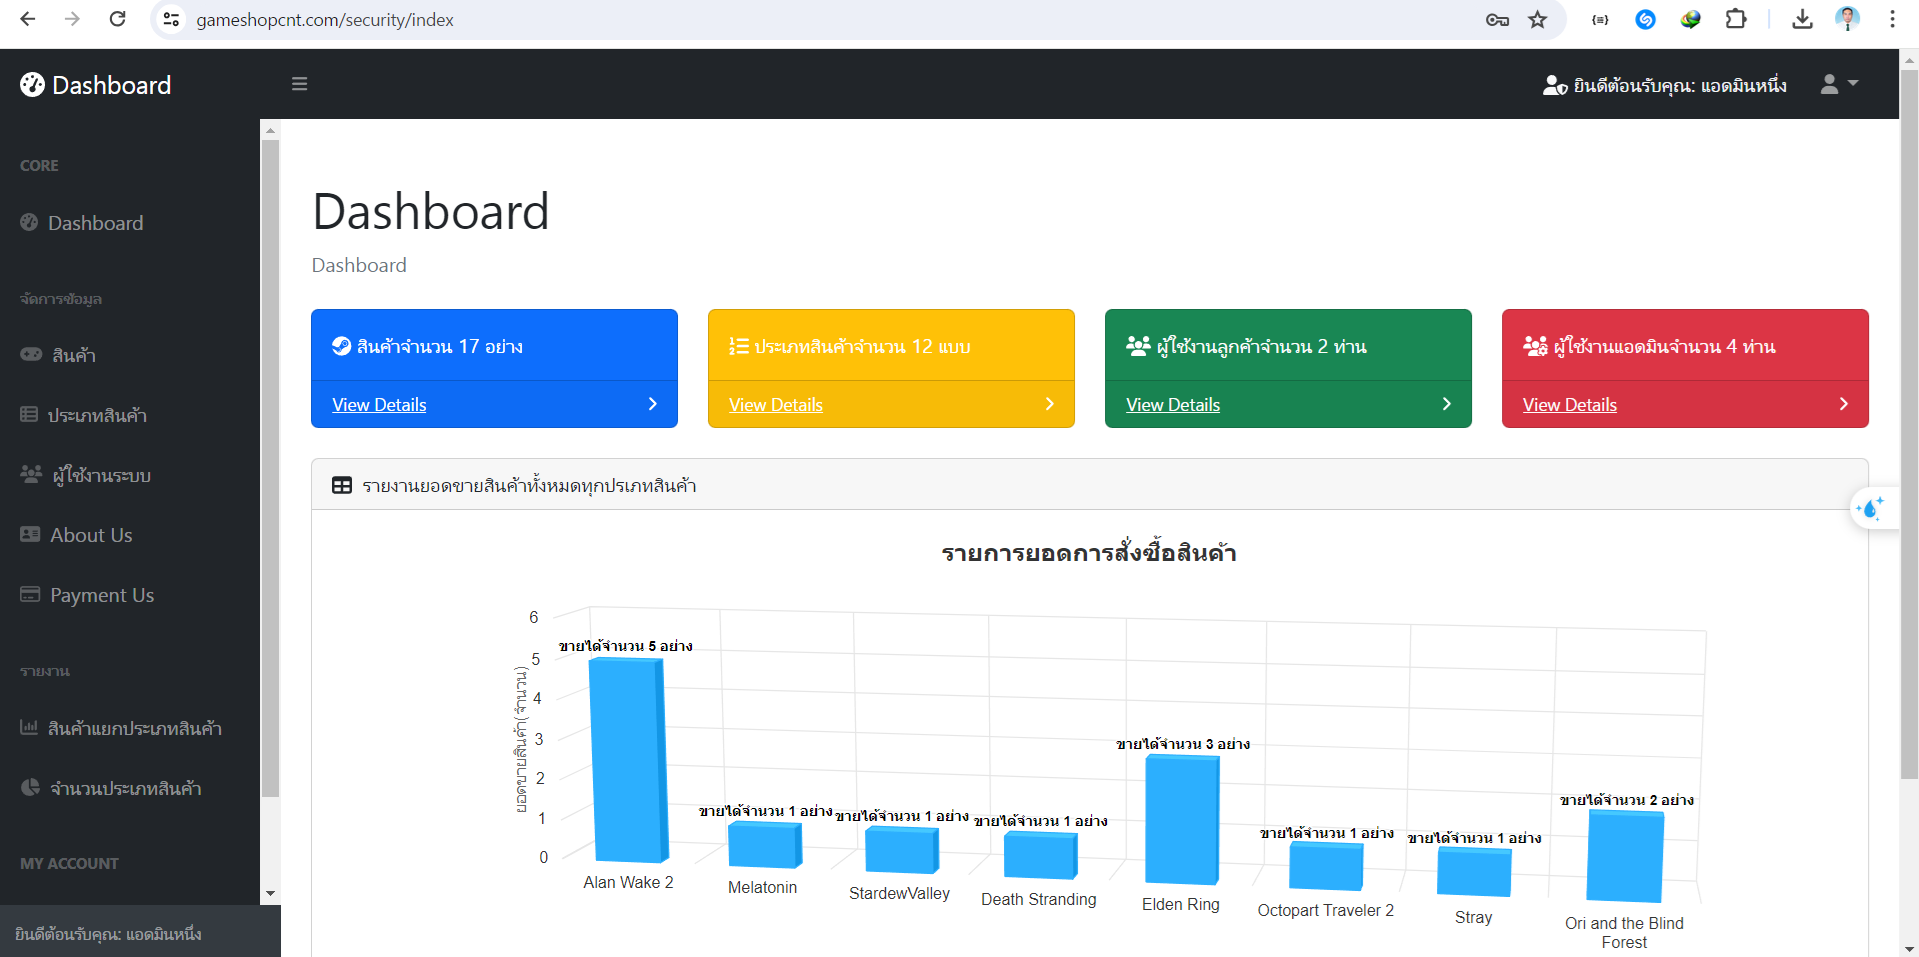 gameshopcnt.com/security/index
Dashboard
ยินดีต้อนรับคุณ: แอดมินหนึ่ง
CORE
Dashboard
จัดการข้อมูล
สินค้า
ประเภทสินค้า
ผู้ใช้งานระบบ
About Us
Payment Us
รายงาน
สินค้าแยกประเภทสินค้า
จำนวนประเภทสินค้า
MY ACCOUNT
ยินดีต้อนรับคุณ: แอดมินหนึ่ง
Dashboard
Dashboard
สินค้าจำนวน 17 อย่าง
View Details
ประเภทสินค้าจำนวน 12 แบบ
View Details
ผู้ใช้งานลูกค้าจำนวน 2 ท่าน
View Details
ผู้ใช้งานแอดมินจำนวน 4 ท่าน
View Details
รายงานยอดขายสินค้าทั้งหมดทุกปรเภทสินค้า
รายการยอดการสั่งซื้อสินค้า
ยอดขายสินค้า(จำนวน)
6
5
4
3
2
1
0
ขายได้จำนวน 5 อย่าง
ขายได้จำนวน 1 อย่าง
ขายได้จำนวน 1 อย่าง
ขายได้จำนวน 1 อย่าง
ขายได้จำนวน 3 อย่าง
ขายได้จำนวน 1 อย่าง
ขายได้จำนวน 1 อย่าง
ขายได้จำนวน 2 อย่าง
Alan Wake 2
Melatonin
StardewValley
Death Stranding
Elden Ring
Octopart Traveler 2
Stray
Ori and the Blind
Forest